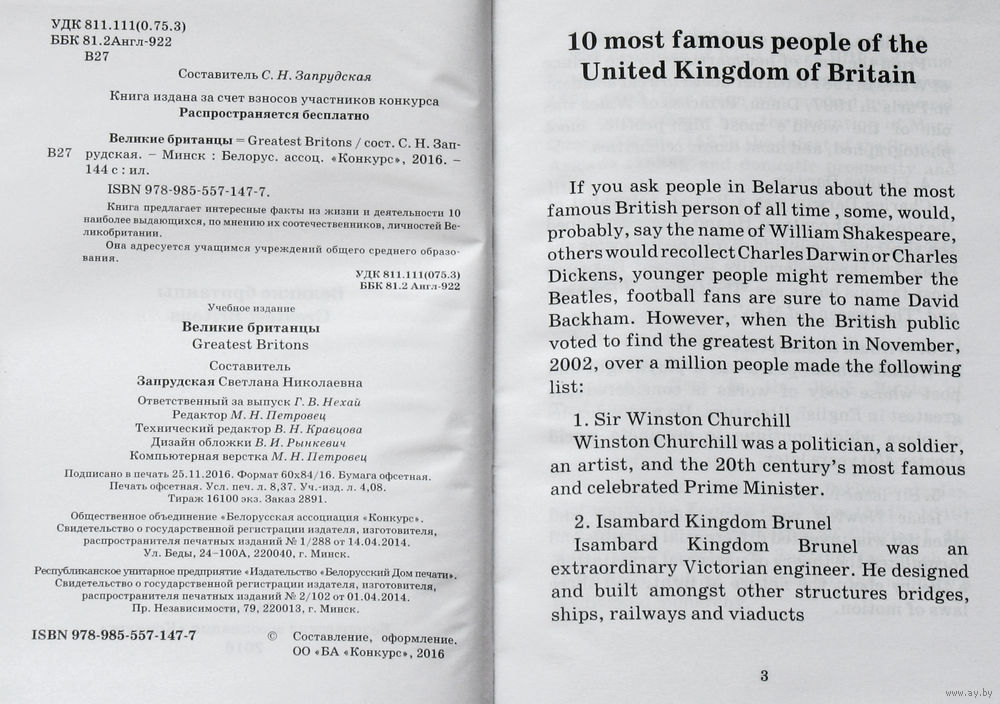 УДК 811.111(0.75.3)
ББК 81.2Англ-922
В27
Составитель С. Н. Запрудская
Книга издана за счет взносов участников конкурса
Распространяется бесплатно
Великие британцы = Greatest Britons / сост. С. Н. Зап-
В27 рудская. – Минск : Белорус. ассоц. «Конкурс», 2016. –
144 с : ил.
ISBN 978-985-557-147-7.
Книга предлагает интересные факты из жизни и деятельности 10
наиболее выдающихся, по мнению их соотечественников, личностей Ве-
ликобритании.
Она адресуется учащимся учреждений общего среднего образо-
вания.
УДК 811.111(075.3)
ББК 81.2 Англ-922
Учебное издание
Великие британцы
Greatest Britons
Составитель
Запрудская Светлана Николаевна
Ответственный за выпуск Г. В. Нехай
Редактор М. Н. Петровец
Технический редактор В. Н. Кравцова
Дизайн обложки В. И. Рынкевич
Компьютерная верстка М. Н. Петровец
Подписано в печать 25.11.2016. Формат 60х84/16. Бумага офсетная.
Печать офсетная. Усл. печ. л. 8,37. Уч.-изд. л. 4,08.
Тираж 16100 экз. Заказ 2891.
Общественное объединение «Белорусская ассоциация «Конкурс».
Свидетельство о государственной регистрации издателя, изготовителя,
распространителя печатных изданий № 1/288 от 14.04.2014.
Ул. Беды, 24–100А, 220040, г. Минск.
Республиканское унитарное предприятие «Издательство «Белорусский Дом печати».
Свидетельство о государственной регистрации издателя, изготовителя,
распространителя печатных изданий № 2/102 от 01.04.2014.
Пр. Независимости, 79, 220013, г. Минск.
ISBN 978-985-557-147-7 © Составление, оформление.
ОО «БА «Конкурс», 2016
10 most famous people of the
United Kingdom of Britain
If you ask people in Belarus about the most
famous British person of all time , some, would,
probably, say the name of William Shakespeare,
others would recollect Charles Darwin or Charles
Dickens, younger people might remember the
Beatles, football fans are sure to name David
Backham. However, when the British public
voted to find the greatest Briton in November,
2002, over a million people made the following
list:
1. Sir Winston Churchill
Winston Churchill was a politician, a soldier,
an artist, and the 20th century's most famous
and celebrated Prime Minister.
2. Isambard Kingdom Brunel
Isambard Kingdom Brunel was an
extraordinary Victorian engineer. He designed
and built amongst other structures bridges,
ships, railways and viaducts
3
www.ay.by